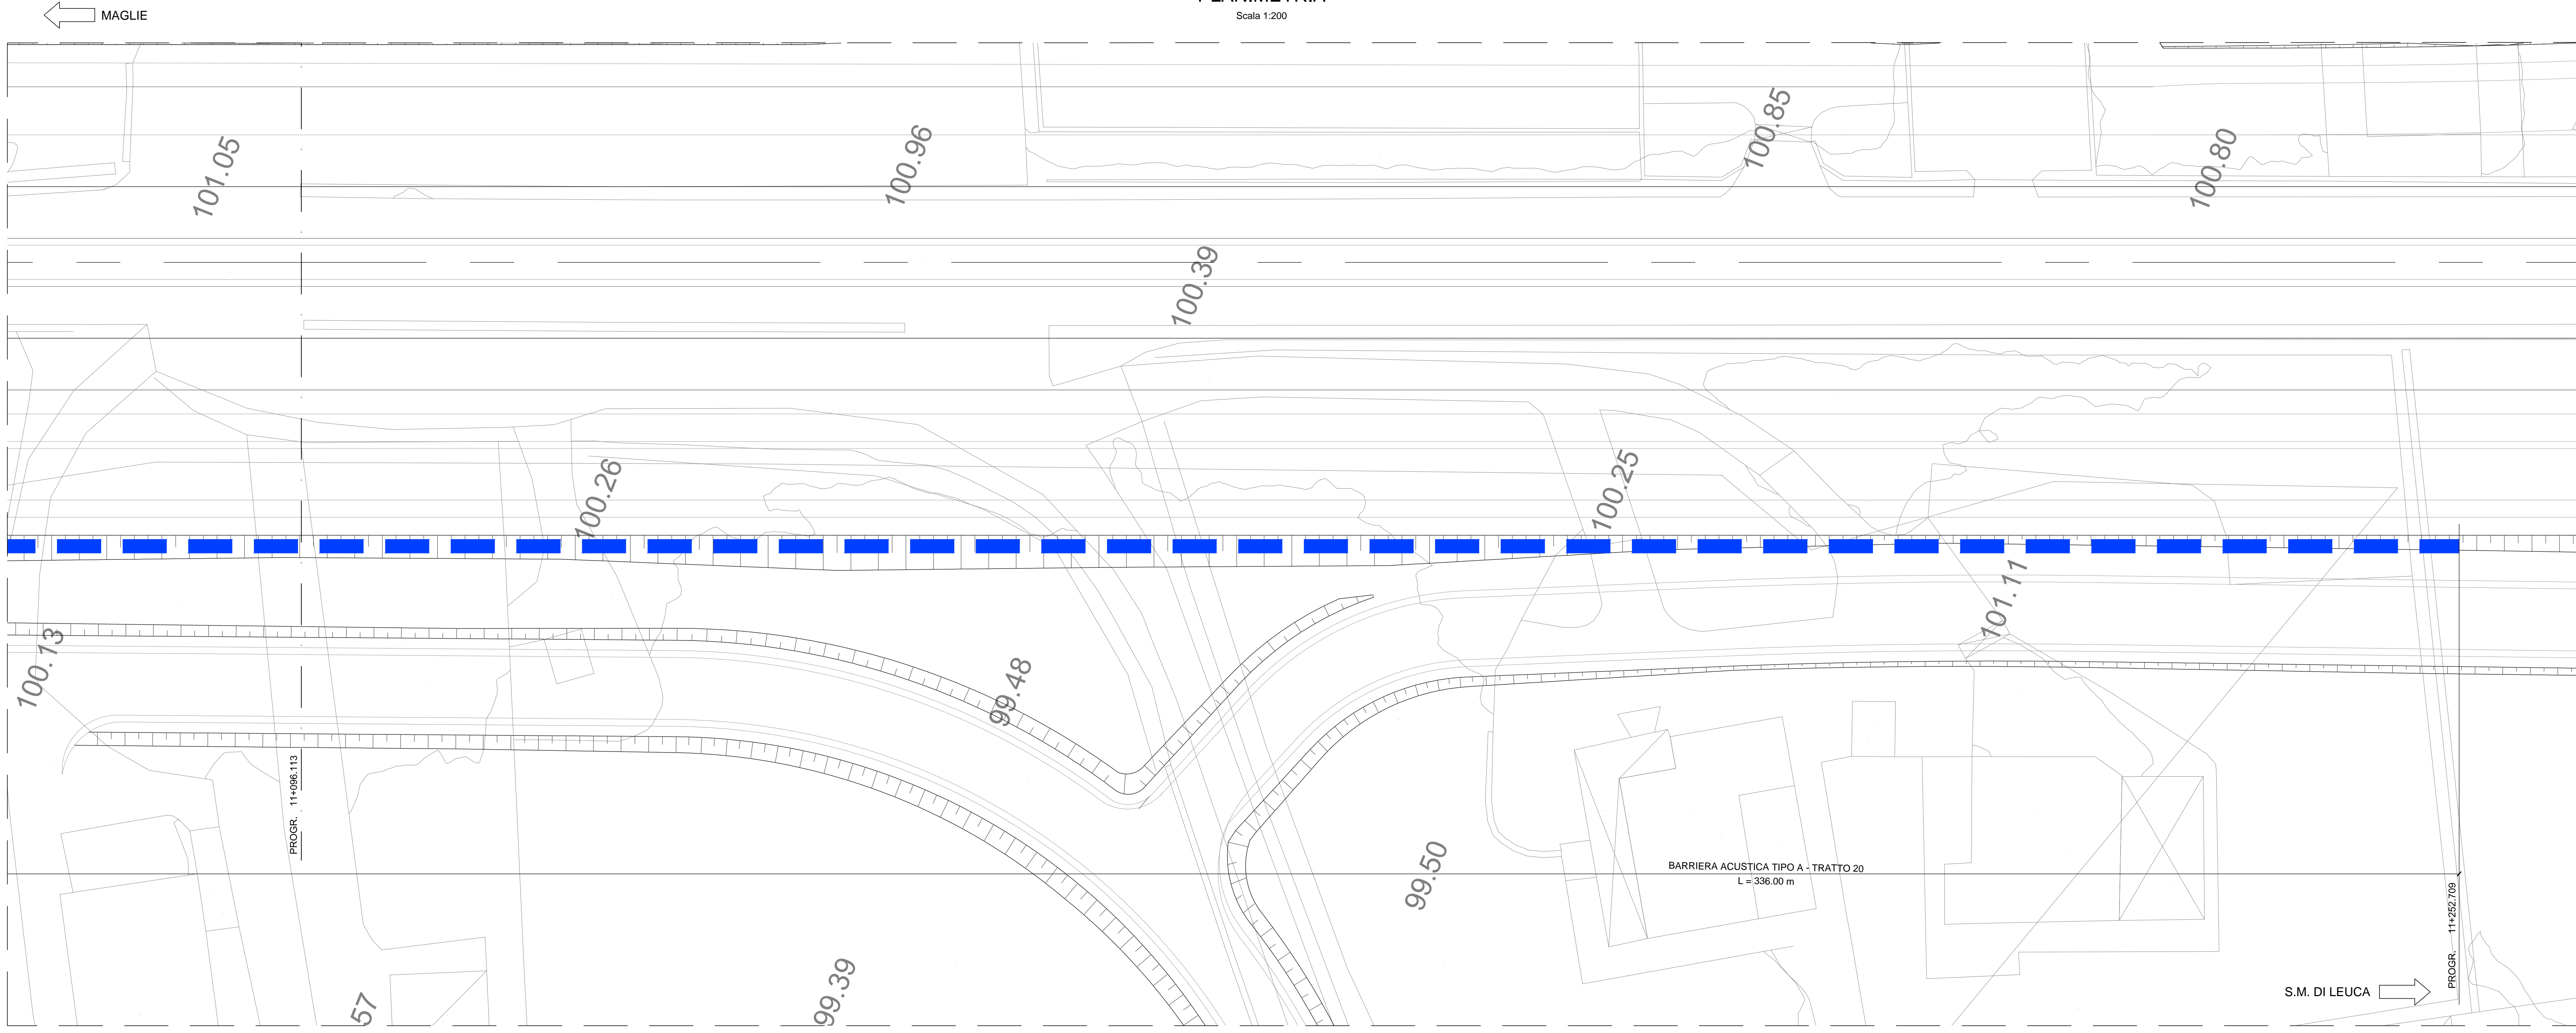 MAGLIE
Scala 1:200
101.05
100.96
100.85
100.80
100.39
100.26
100.25
101.11
100.13
99.48
PROGR. 11+096.113
99.50
BARRIERA ACUSTICA TIPO A - TRATTO 20
L = 336.00 m
PROGR. 11+252.709
99.39
57
S.M. DI LEUCA